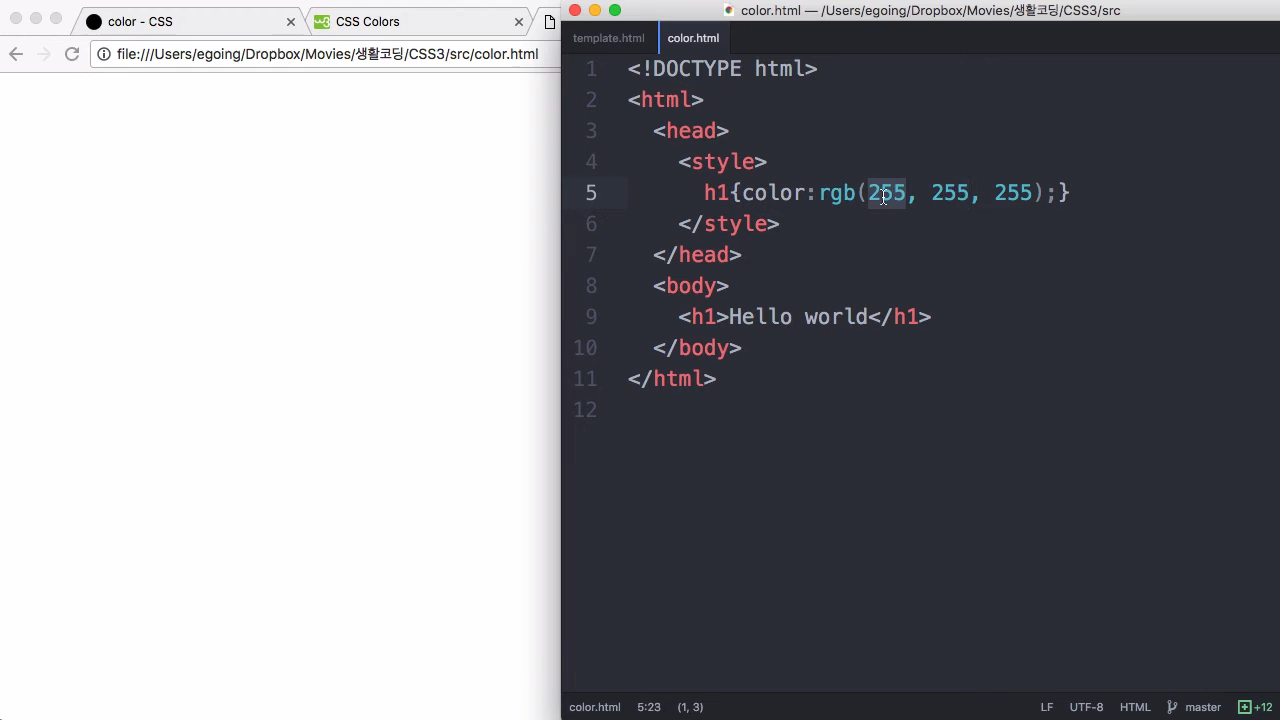 color - CSS
CSS Colors
file:///Users/egoing/Dropbox/Movies/생활코딩/CSS3/src/color.html
color.html — /Users/egoing/Dropbox/Movies/생활코딩/CSS3/src
template.html
color.html
1 <!DOCTYPE html>
2 <html>
3 <head>
4 <style>
5 h1{color:rgb(255, 255, 255);}
6 </style>
7 </head>
8 <body>
9 <h1>Hello world</h1>
10 </body>
11 </html>
12
color.html 5:23 (1, 3) LF UTF-8 HTML master +12